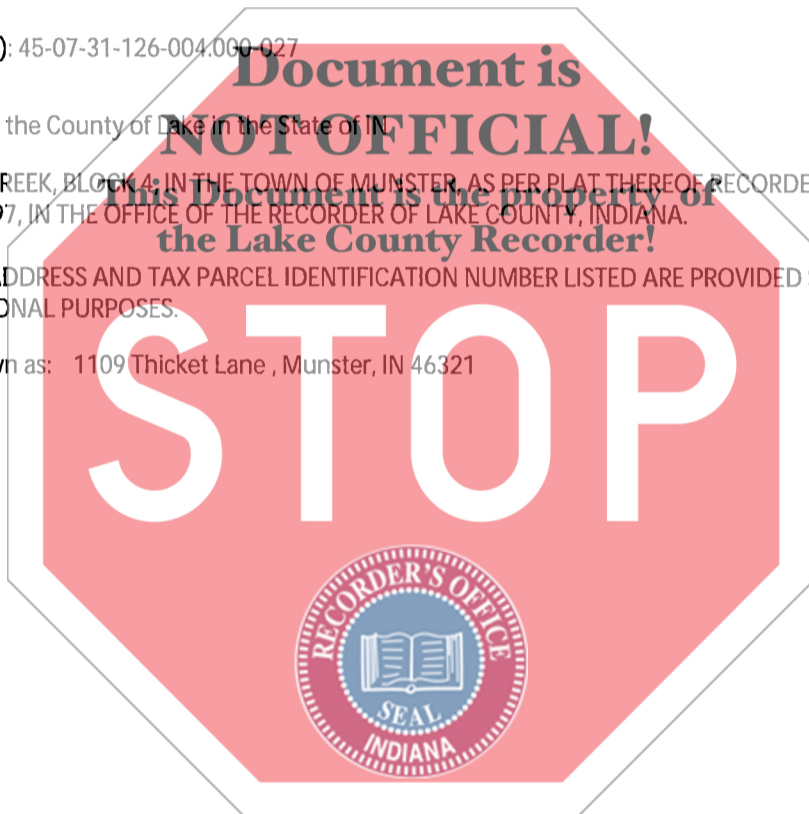 ): 45-07-31-126-004.000-027
Document is
the County of Lake in the State of IN
NOT OFFICIAL!
REEK, BLOCK 4, IN THE TOWN OF MUNSTER, AS PER PLAT THEREOF RECORDE
This Document is the property of
97, IN THE OFFICE OF THE RECORDER OF LAKE COUNTY, INDIANA.
the Lake County Recorder!
ADDRESS AND TAX PARCEL IDENTIFICATION NUMBER LISTED ARE PROVIDED
ONAL PURPOSES.
wn as: 1109 Thicket Lane , Munster, IN 46321
STOP
RECORDER'S OFFICE
SEAL
INDIANA